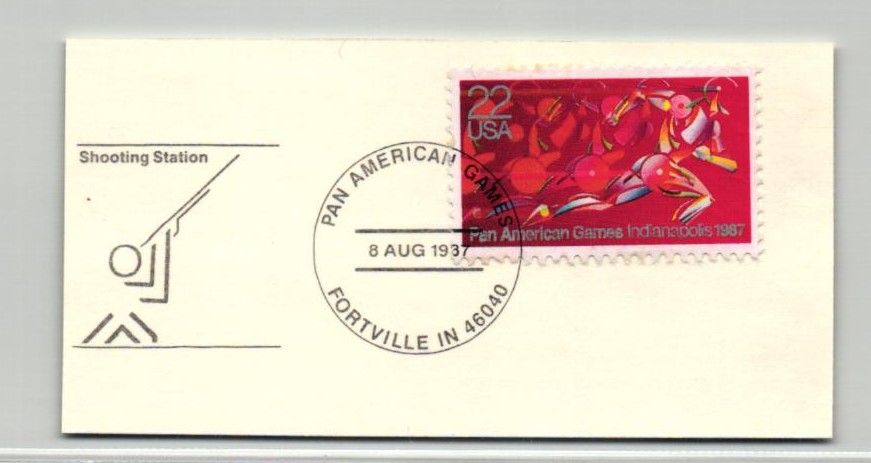 Shooting Station
PAN AMERICAN GAMES
8 AUG 1987
FORTVILLE IN 46040
22
USA
Pan American Games Indianapolis 1987